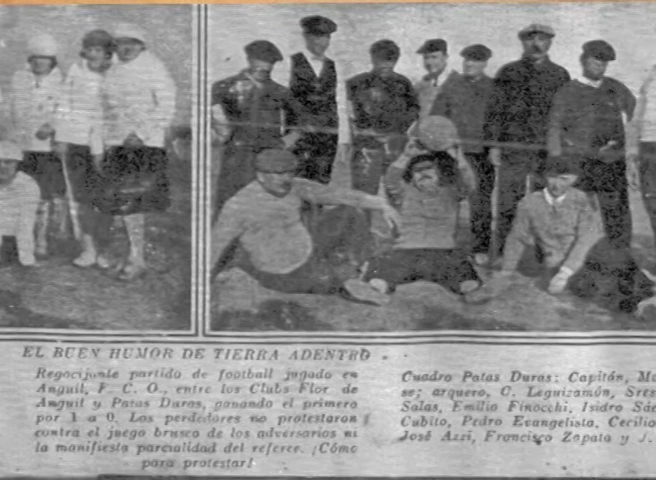 EL BUEN HUMOR DE TIERRA ADENTRO
Regocijante partido de football jugado en
Anguil, F. C. O., entre los Clubs Flor de
Anguil y Patas Duras, ganando el primero
por 1 a 0. Los perdedores no protestaron
contra el juego brusco de los adversarios ni
la manifiesta parcialidad del referee. ¡Cómo
para protestar!
Cuadro Patas Duras: Capitán,
se; arquero, C. Leguizamón, Sres
Salas, Emilio Finocchi, Isidro Sáe
Cubito, Pedro Evangelista, Cecilio
José Azzi, Francisco Zapata y J.